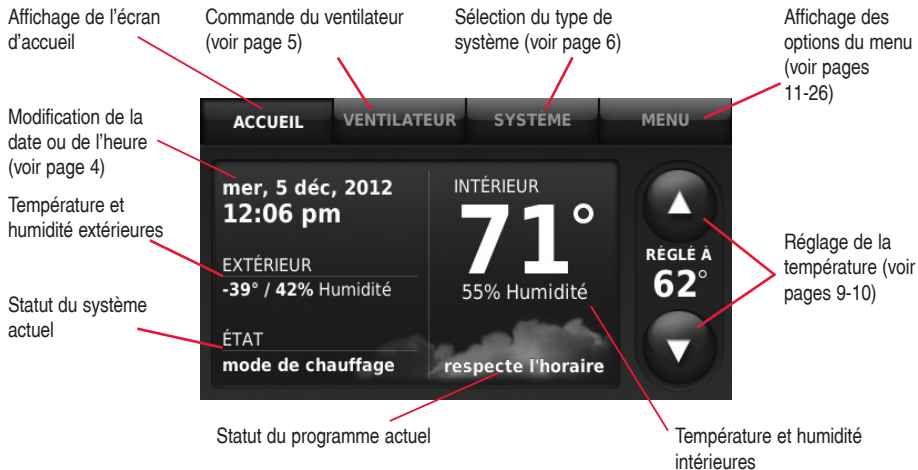 Affichage de l'écran
d'accueil
Commande du ventilateur
(voir page 5)
Sélection du type de
système (voir page 6)
Affichage des
options du menu
(voir pages
11-26)
Modification de la
date ou de l'heure
(voir page 4)
Température et
humidité extérieures
Statut du système
actuel
ACCUEIL
VENTILATEUR
SYSTÈME
MENU
mer, 5 déc, 2012
12:06 pm
EXTÉRIEUR
-39° / 42% Humidité
ÉTAT
mode de chauffage
INTÉRIEUR
71°
55% Humidité
respecte l'horaire
RÉGLÉ À
62°
Réglage de la
température (voir
pages 9-10)
Statut du programme actuel
Température et humidité
intérieures